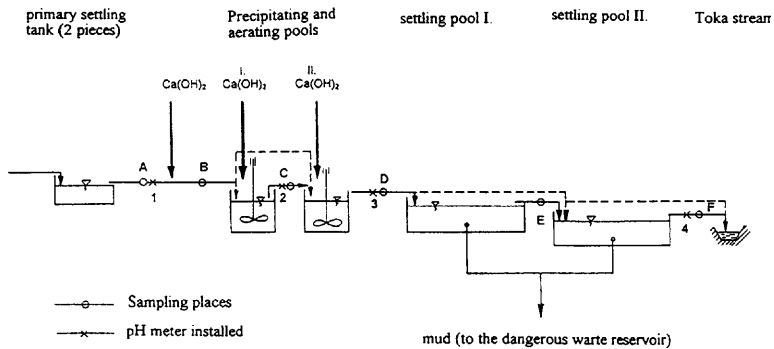 primary settling
tank (2 pieces)
Precipitating and
aerating pools
settling pool I.
settling pool II.
Toka stream
Ca(OH)₂
I.
Ca(OH)₂
II.
Ca(OH)₂
A
B
C
D
E
F
1
2
3
4
Sampling places
pH meter installed
mud (to the dangerous warte reservoir)